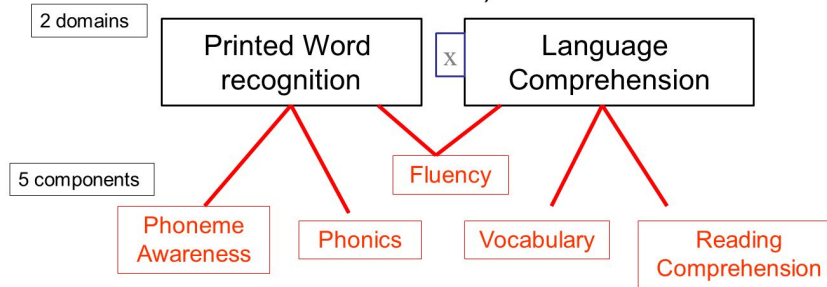 2 domains
Printed Word
recognition
x
Language
Comprehension
5 components
Fluency
Phoneme
Awareness
Phonics
Vocabulary
Reading
Comprehension